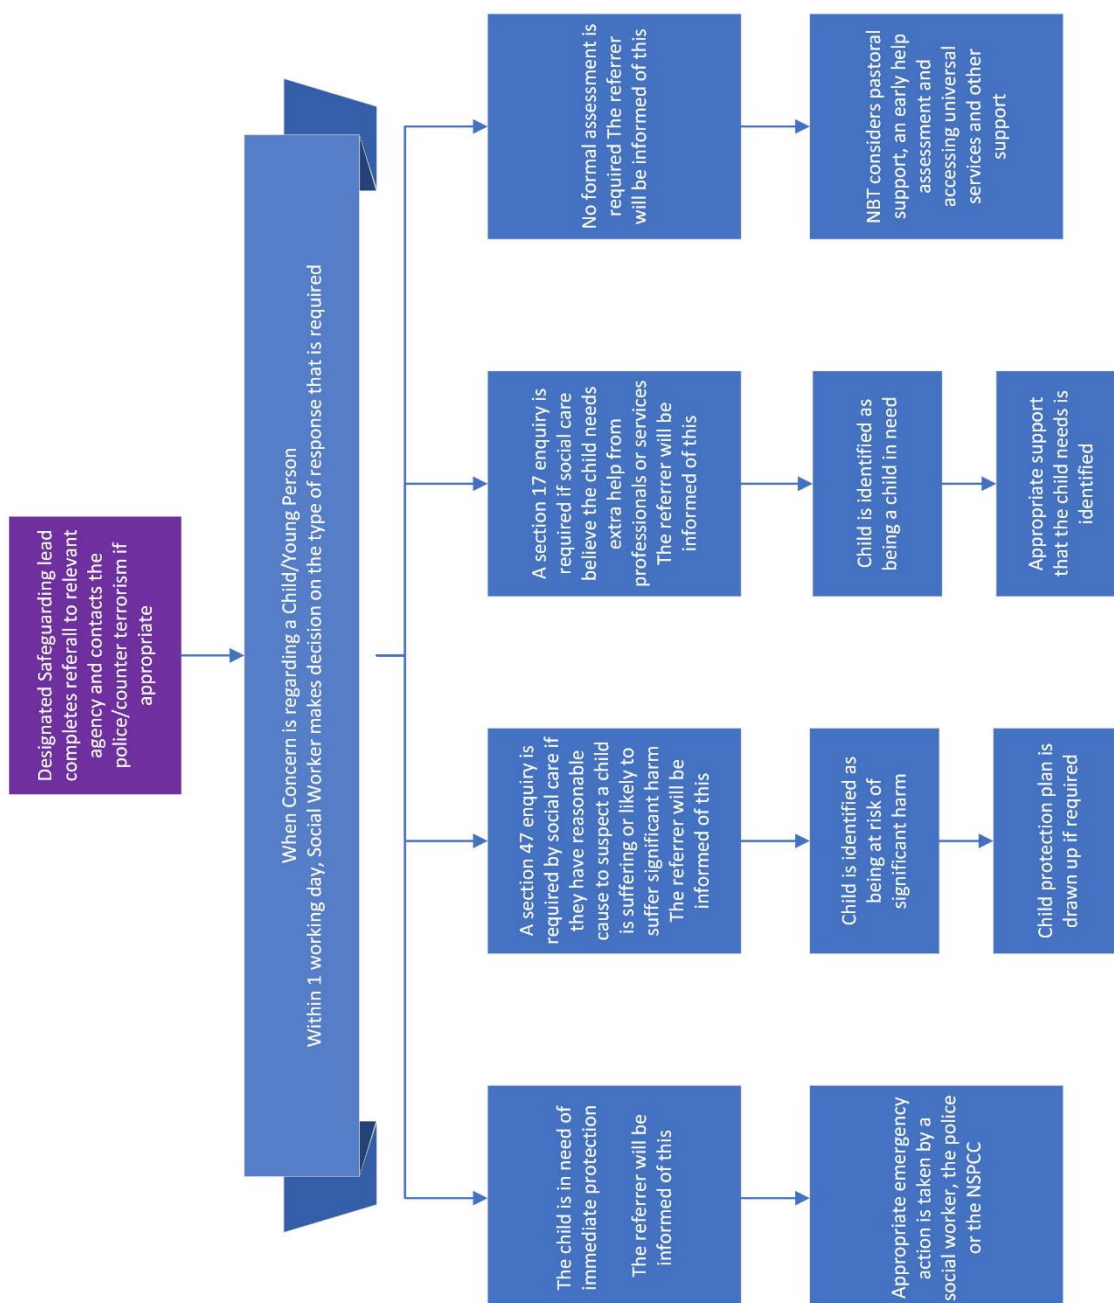 Designated Safeguarding lead
completes referall to relevant
agency and contacts the
police/counter terrorism if
appropriate
When Concern is regarding a Child/Young Person
Within 1 working day, Social Worker makes decision on the type of response that is required
The child is in need of
immediate protection
The referrer will be
informed of this
Appropriate emergency
action is taken by a
social worker, the police
or the NSPCC
A section 47 enquiry is
required by social care if
they have reasonable
cause to suspect a child
is suffering or likely to
suffer significant harm
The referrer will be
informed of this
Child is identified as
being at risk of
significant harm
Child protection plan is
drawn up if required
A section 17 enquiry is
required if social care
believe the child needs
extra help from
professionals or services
The referrer will be
informed of this
Child is identified as
being a child in need
Appropriate support
that the child needs is
identified
No formal assessment is
required The referrer
will be informed of this
NBT considers pastoral
support, an early help
assessment and
accessing universal
services and other
support